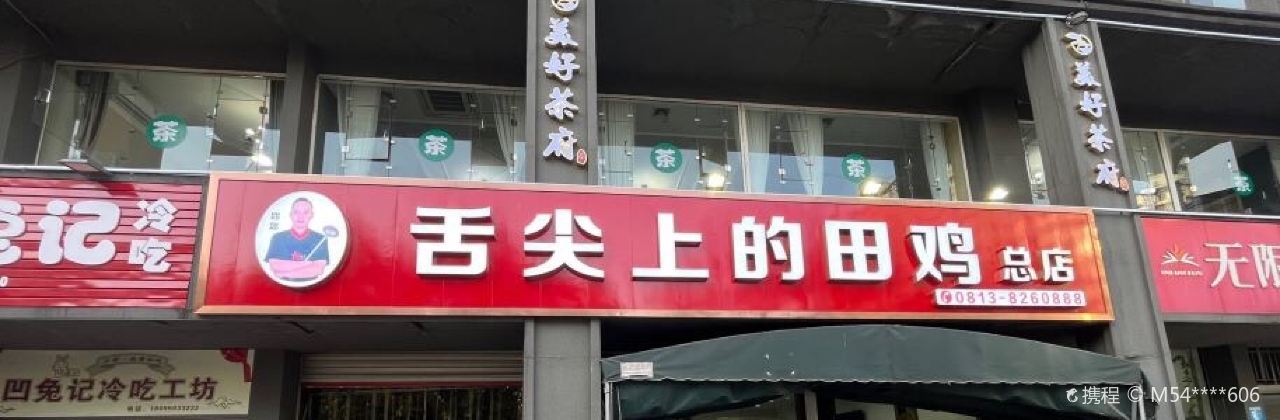 美好茶府
美好茶府
茶
茶
茶
茶
茶
兔记
冷吃
舌尖上的田鸡 总店
0813-8260888
无限
凹兔记冷吃工坊
携程 © M54****606